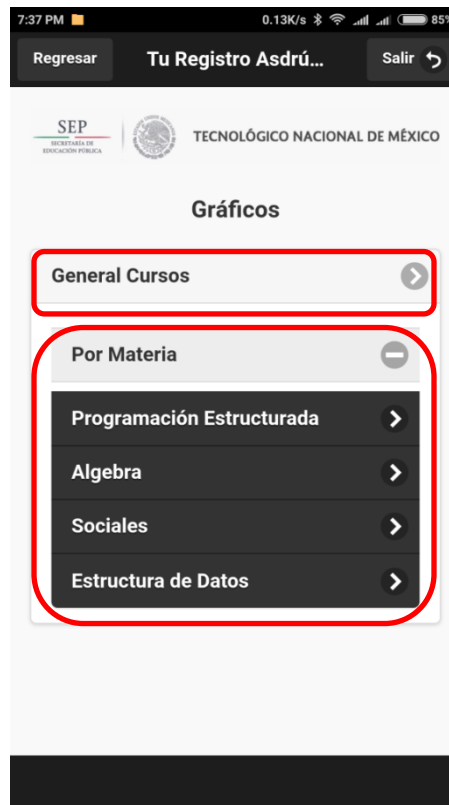 7:37 PM 0.13K/s 85%
Regresar Tu Registro Asdrú... Salir
SEP
SECRETARÍA DE
EDUCACIÓN PÚBLICA
TECNOLÓGICO NACIONAL DE MÉXICO
Gráficos
General Cursos
Por Materia
Programación Estructurada
Algebra
Sociales
Estructura de Datos